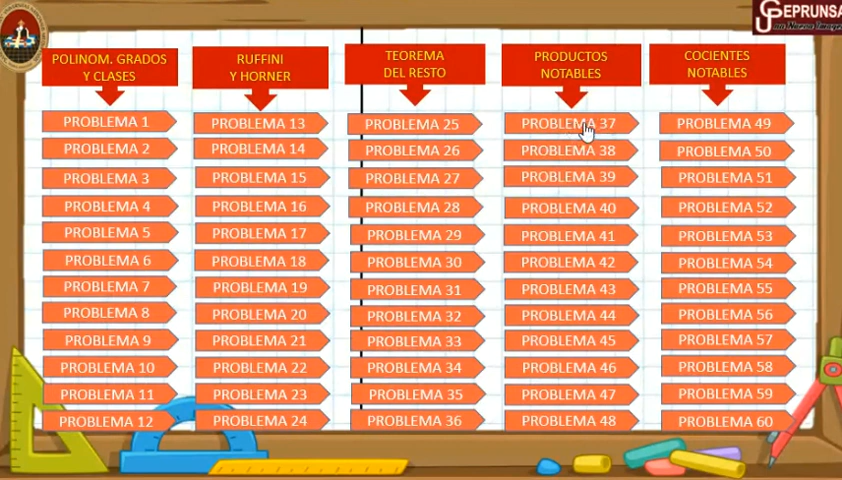 CEPRUNSA
POLINOM. GRADOS
Y CLASES
PROBLEMA 1
PROBLEMA 2
PROBLEMA 3
PROBLEMA 4
PROBLEMA 5
PROBLEMA 6
PROBLEMA 7
PROBLEMA 8
PROBLEMA 9
PROBLEMA 10
PROBLEMA 11
PROBLEMA 12
RUFFINI
Y HORNER
PROBLEMA 13
PROBLEMA 14
PROBLEMA 15
PROBLEMA 16
PROBLEMA 17
PROBLEMA 18
PROBLEMA 19
PROBLEMA 20
PROBLEMA 21
PROBLEMA 22
PROBLEMA 23
PROBLEMA 24
TEOREMA
DEL RESTO
PROBLEMA 25
PROBLEMA 26
PROBLEMA 27
PROBLEMA 28
PROBLEMA 29
PROBLEMA 30
PROBLEMA 31
PROBLEMA 32
PROBLEMA 33
PROBLEMA 34
PROBLEMA 35
PROBLEMA 36
PRODUCTOS
NOTABLES
PROBLEMA 37
PROBLEMA 38
PROBLEMA 39
PROBLEMA 40
PROBLEMA 41
PROBLEMA 42
PROBLEMA 43
PROBLEMA 44
PROBLEMA 45
PROBLEMA 46
PROBLEMA 47
PROBLEMA 48
COCIENTES
NOTABLES
PROBLEMA 49
PROBLEMA 50
PROBLEMA 51
PROBLEMA 52
PROBLEMA 53
PROBLEMA 54
PROBLEMA 55
PROBLEMA 56
PROBLEMA 57
PROBLEMA 58
PROBLEMA 59
PROBLEMA 60